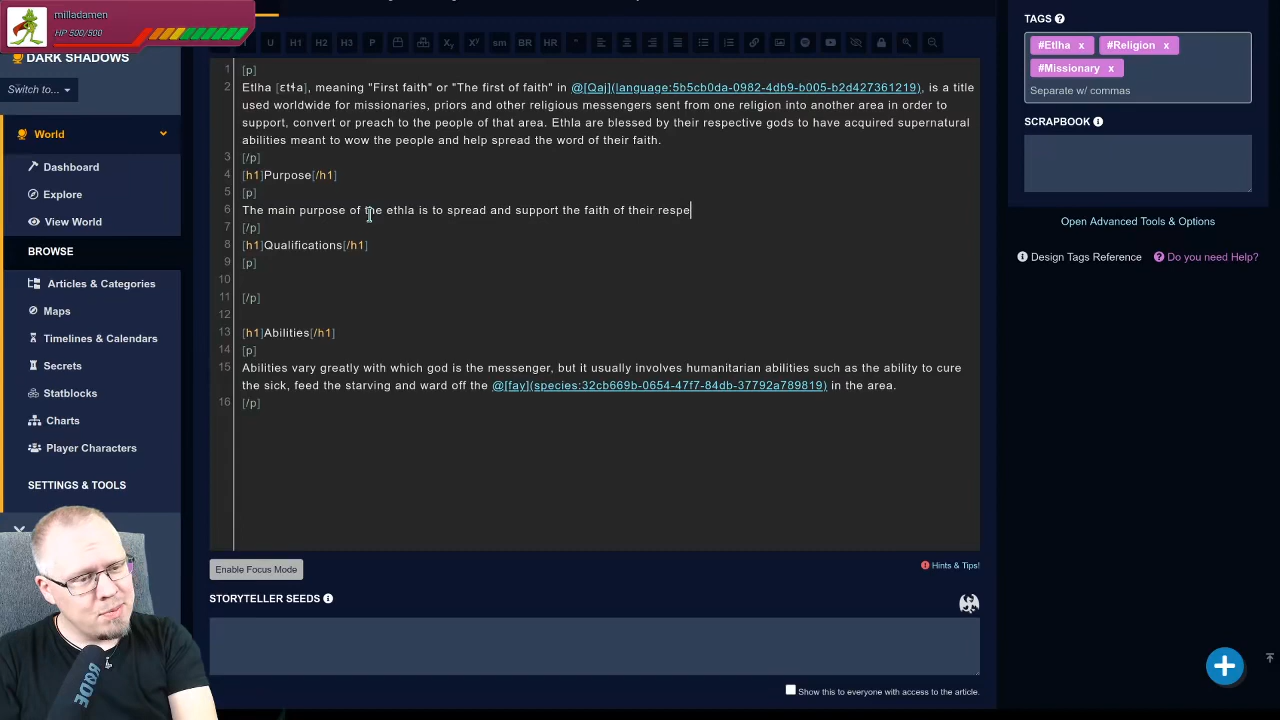 milladamen
HP 500/500
DARK SHADOWS
Switch to...
World
Dashboard
Explore
View World
BROWSE
Articles & Categories
Maps
Timelines & Calendars
Secrets
Statblocks
Charts
Player Characters
SETTINGS & TOOLS
U H1 H2 H3 P sm BR HR
1 [p]
2 Etlha [ɛtɬa], meaning "First faith" or "The first of faith" in @[Qaj](language:5b5cb0da-0982-4db9-b005-b2d427361219), is a title
used worldwide for missionaries, priors and other religious messengers sent from one religion into another area in order to
support, convert or preach to the people of that area. Ethla are blessed by their respective gods to have acquired supernatural
abilities meant to wow the people and help spread the word of their faith.
3 [/p]
4 [h1]Purpose[/h1]
5 [p]
6 The main purpose of the ethla is to spread and support the faith of their respe
7 [/p]
8 [h1]Qualifications[/h1]
9 [p]
10
11 [/p]
12
13 [h1]Abilities[/h1]
14 [p]
15 Abilities vary greatly with which god is the messenger, but it usually involves humanitarian abilities such as the ability to cure
the sick, feed the starving and ward off the @[fay](species:32cb669b-0654-47f7-84db-37792a789819) in the area.
16 [/p]
Enable Focus Mode
Hints & Tips!
STORYTELLER SEEDS
Show this to everyone with access to the article.
TAGS
#Etlha x #Religion x
#Missionary x
Separate w/ commas
SCRAPBOOK
Open Advanced Tools & Options
Design Tags Reference Do you need Help?